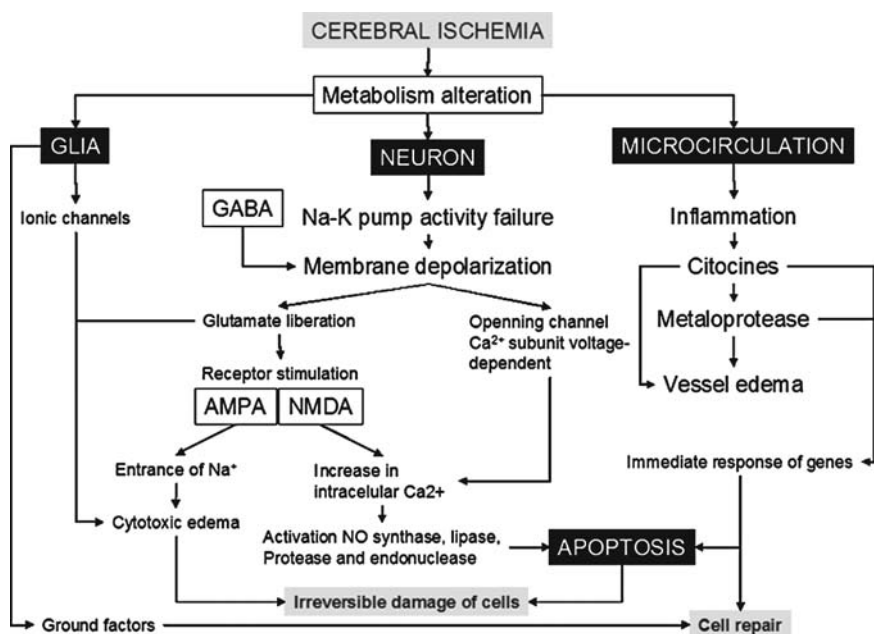 CEREBRAL ISCHEMIA
Metabolism alteration
GLIA
NEURON
MICROCIRCULATION
Ionic channels
GABA
Na-K pump activity failure
Inflammation
Membrane depolarization
Citocines
Glutamate liberation
Openning channel
Ca²⁺ subunit voltage-
dependent
Metaloprotease
Receptor stimulation
Vessel edema
AMPA
NMDA
Entrance of Na⁺
Increase in
intracelular Ca2+
Immediate response of genes
Cytotoxic edema
Activation NO synthase, lipase,
Protease and endonuclease
APOPTOSIS
Irreversible damage of cells
Ground factors
Cell repair